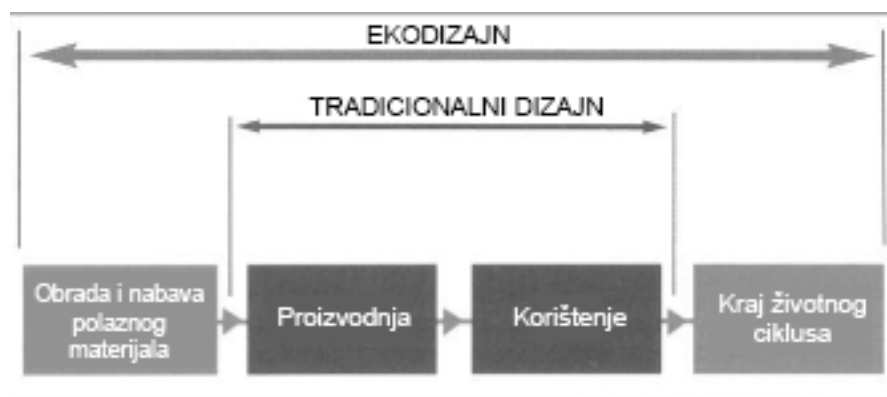 EKODIZAJN
TRADICIONALNI DIZAJN
Obrada i nabava
polaznog
materijala
Proizvodnja
Korištenje
Kraj životnog
ciklusa